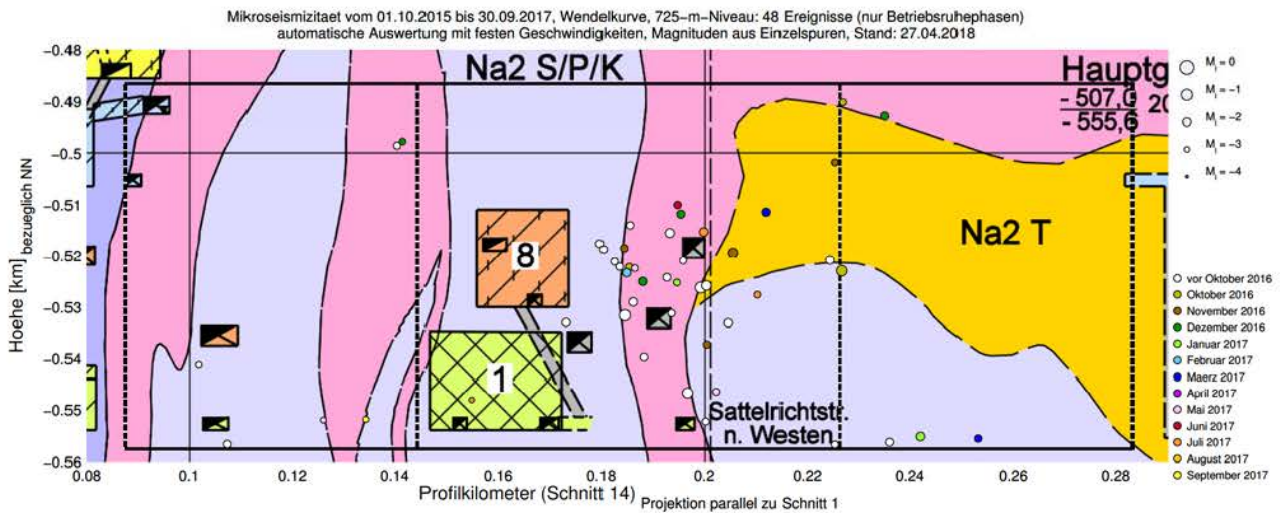 Mikroseismizitaet vom 01.10.2015 bis 30.09.2017, Wendelkurve, 725−m−Niveau: 48 Ereignisse (nur Betriebsruhephasen)
automatische Auswertung mit festen Geschwindigkeiten, Magnituden aus Einzelspuren, Stand: 27.04.2018
Hoehe [km] bezueglich NN
−0.48
−0.49
−0.5
−0.51
−0.52
−0.53
−0.54
−0.55
−0.56
Na2 S/P/K
Hauptg
- 507,0 20
- 555,6
8
1
Na2 T
Sattelrichtstr.
n. Westen
0.08 0.1 0.12 0.14 0.16 0.18 0.2 0.22 0.24 0.26 0.28
Profilkilometer (Schnitt 14)
Projektion parallel zu Schnitt 1
Ml = 0
Ml = −1
Ml = −2
Ml = −3
Ml = −4
vor Oktober 2016
Oktober 2016
November 2016
Dezember 2016
Januar 2017
Februar 2017
Maerz 2017
April 2017
Mai 2017
Juni 2017
Juli 2017
August 2017
September 2017